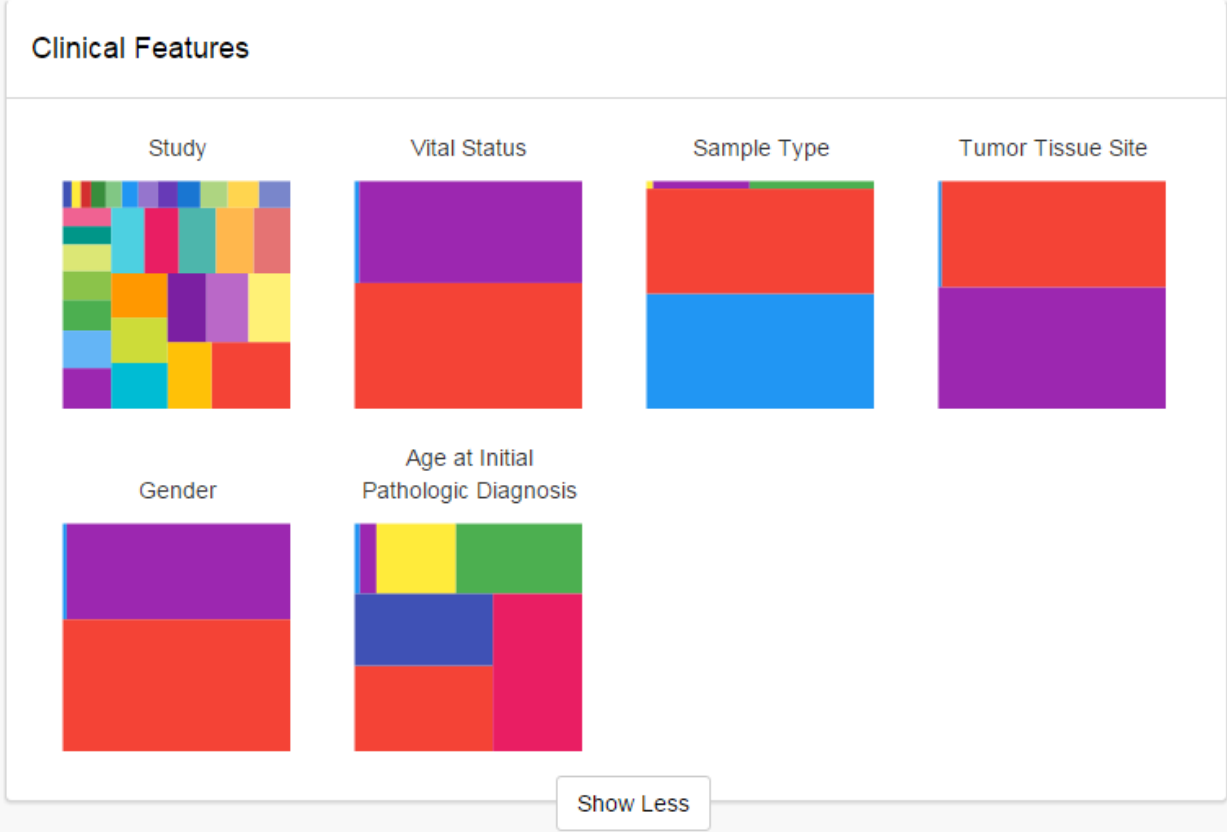 Clinical Features
Study
Vital Status
Sample Type
Tumor Tissue Site
Gender
Age at Initial
Pathologic Diagnosis
Show Less